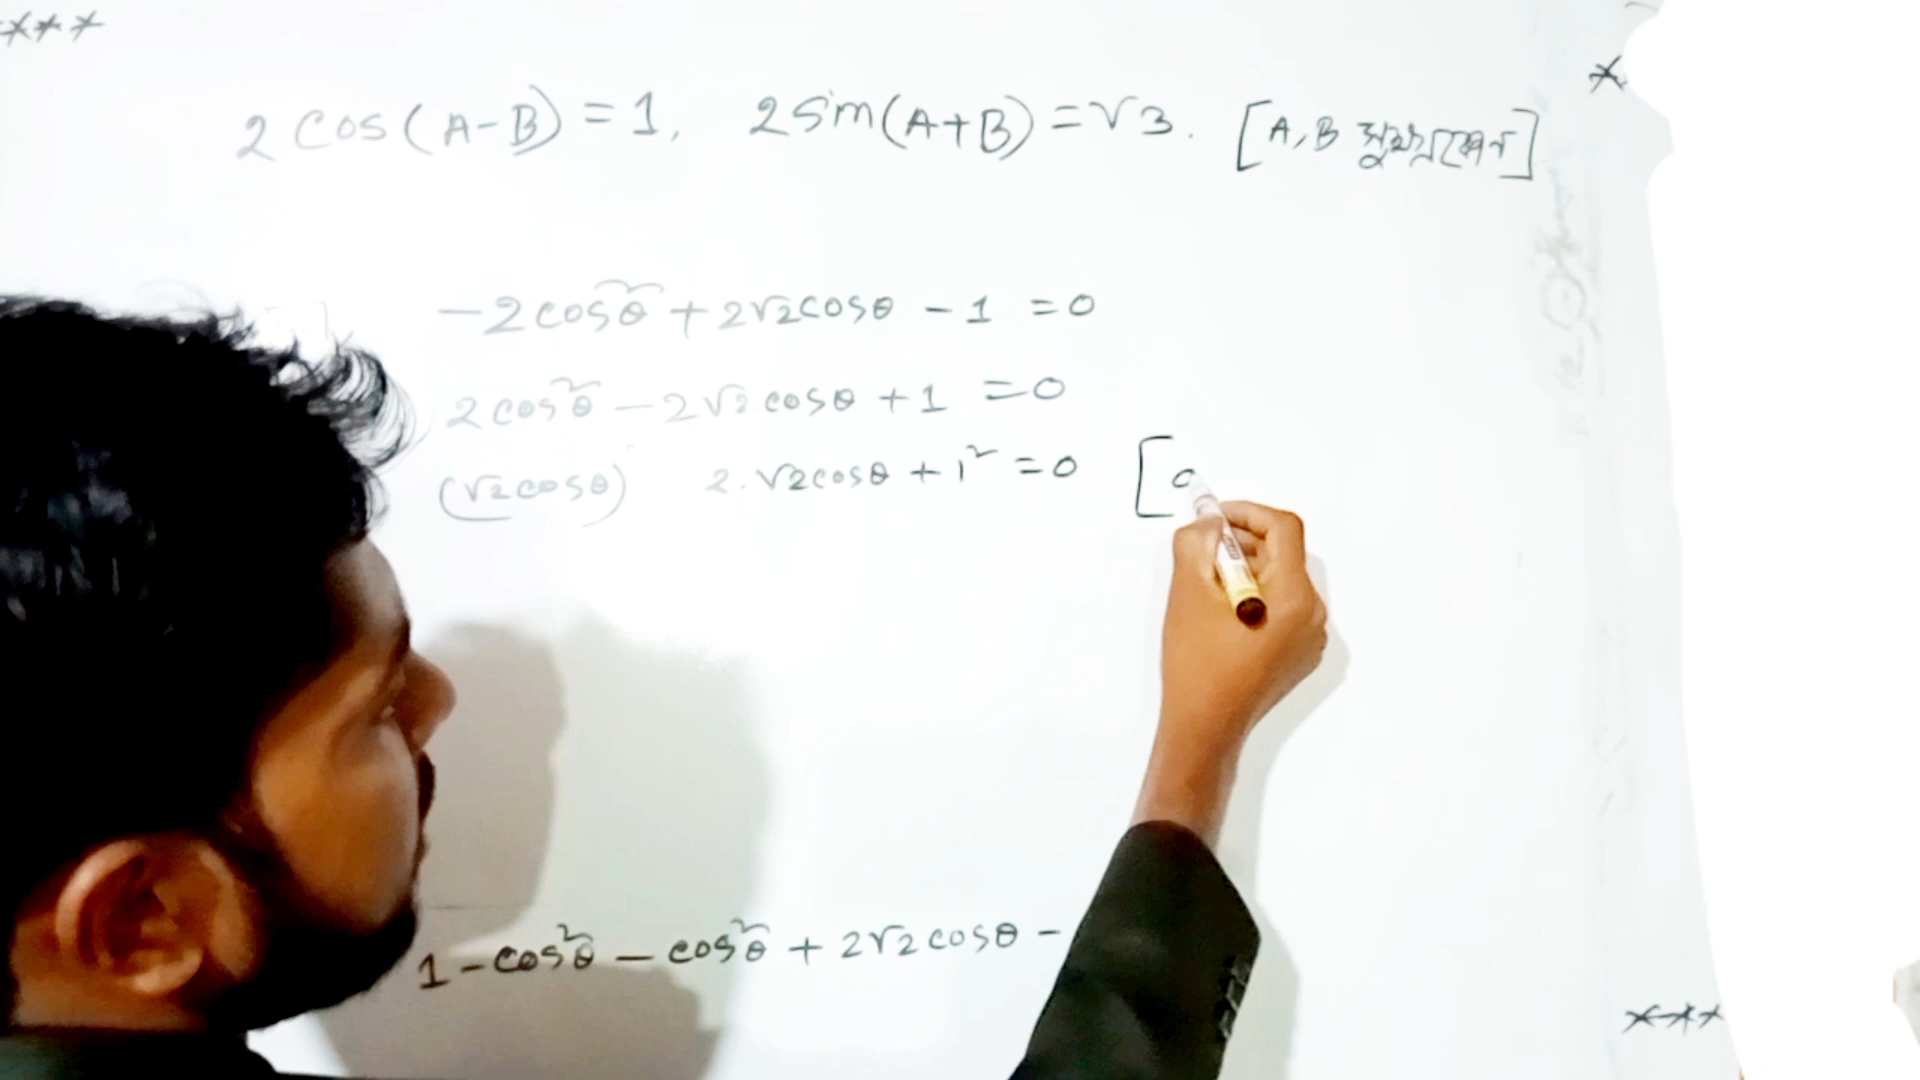 ***
*
2 cos(A-B) = 1, 2 sin(A+B) = √3. [A, B সূক্ষ্মকোণ]
-2cos²θ + 2√2cosθ - 1 = 0
2cos²θ - 2√2 cosθ + 1 = 0
(√2cosθ) 2.√2cosθ + 1² = 0 [
1 - cos²θ - cos²θ + 2√2 cosθ -
***